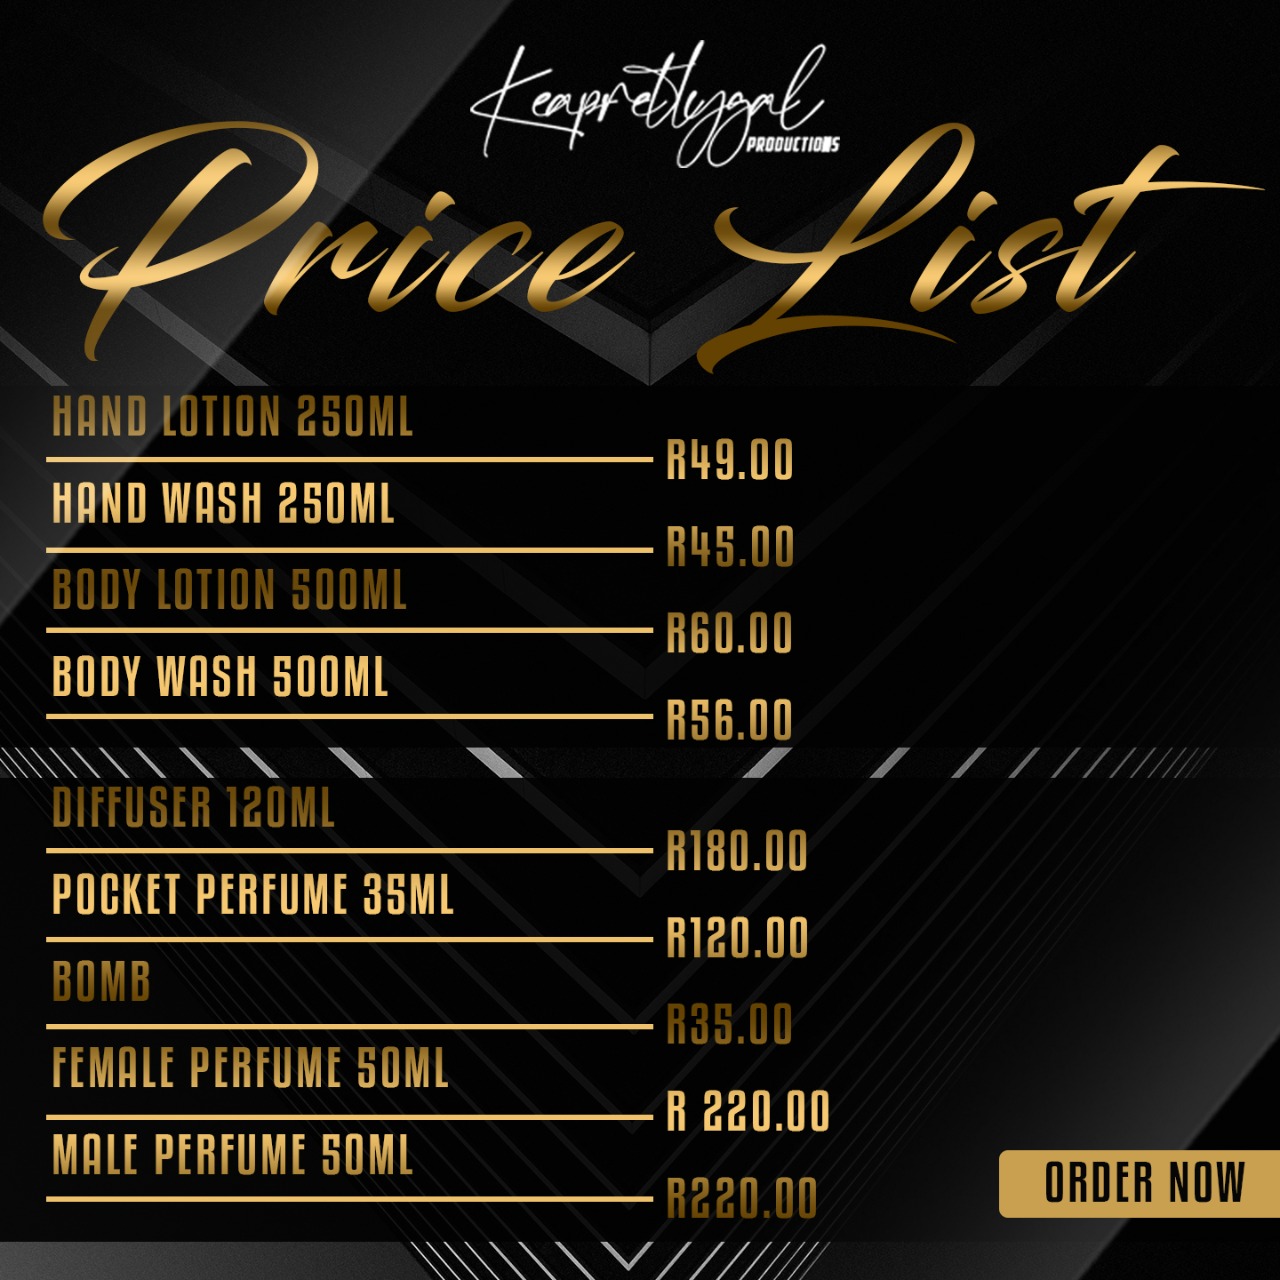 Keaprettygal
PRODUCTIONS
Price List
HAND LOTION 250ML
R49.00
HAND WASH 250ML
R45.00
BODY LOTION 500ML
R60.00
BODY WASH 500ML
R56.00
DIFFUSER 120ML
R180.00
POCKET PERFUME 35ML
R120.00
BOMB
R35.00
FEMALE PERFUME 50ML
R 220.00
MALE PERFUME 50ML
R220.00
ORDER NOW